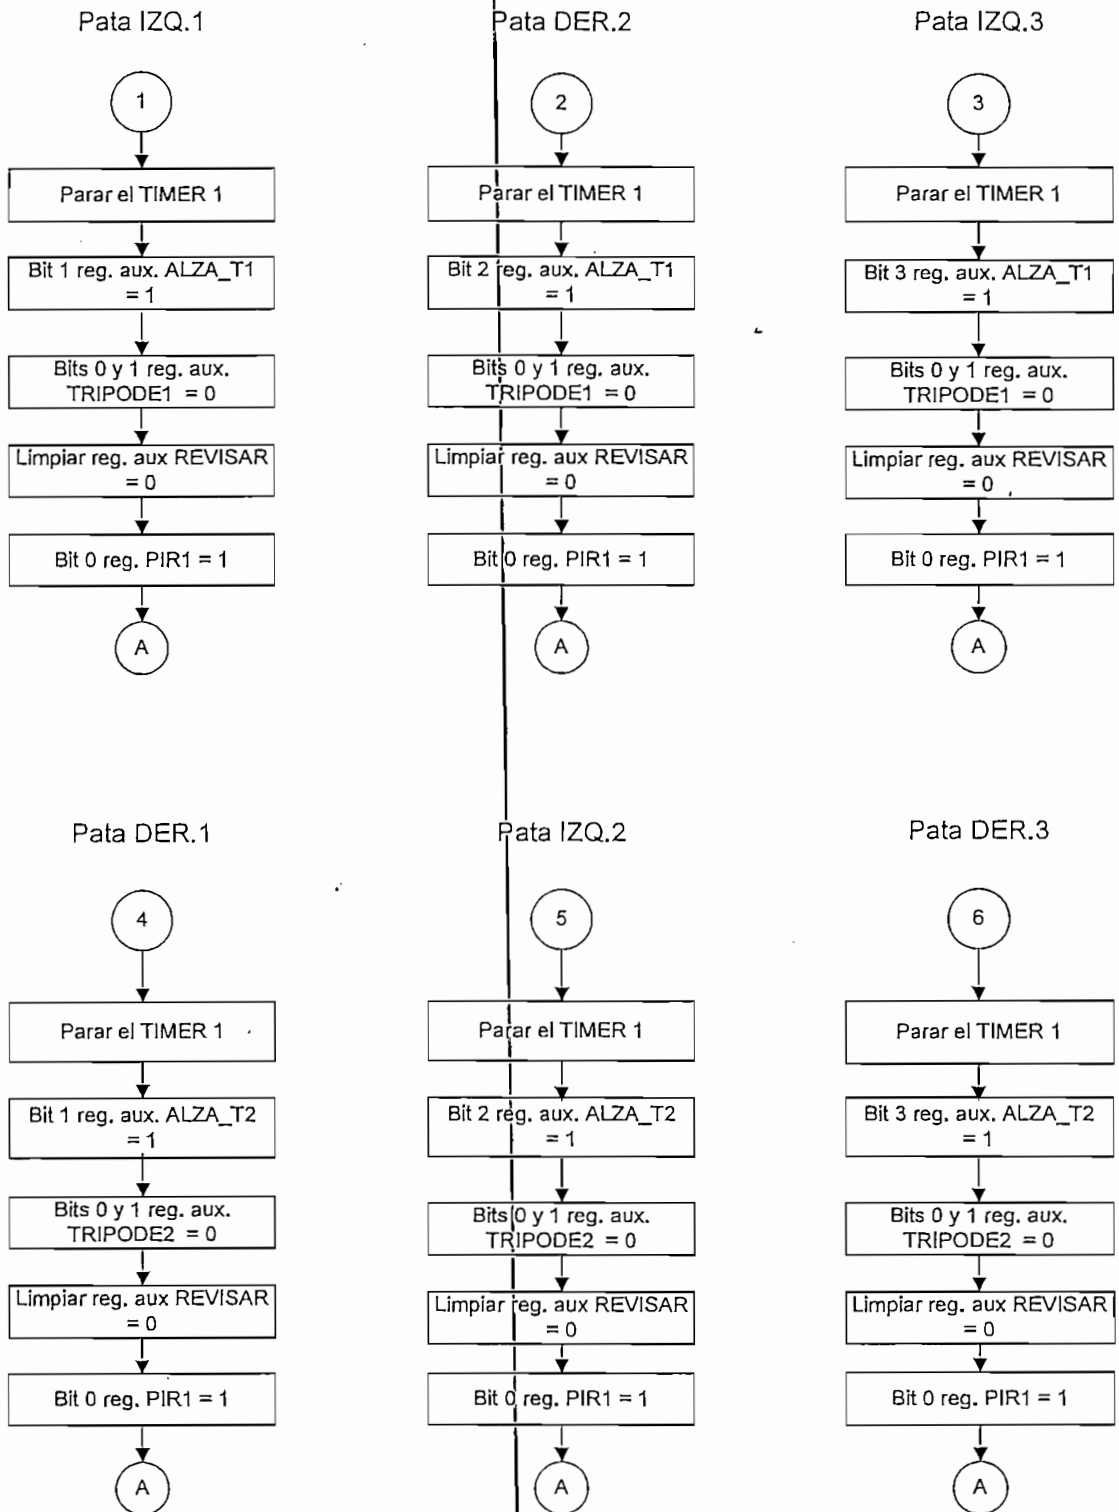 Pata IZQ.1
1
Parar el TIMER 1
Bit 1 reg. aux. ALZA_T1
= 1
Bits 0 y 1 reg. aux.
TRIPODE1 = 0
Limpiar reg. aux REVISAR
= 0
Bit 0 reg. PIR1 = 1
A
Pata DER.2
2
Parar el TIMER 1
Bit 2 reg. aux. ALZA_T1
= 1
Bits 0 y 1 reg. aux.
TRIPODE1 = 0
Limpiar reg. aux REVISAR
= 0
Bit 0 reg. PIR1 = 1
A
Pata IZQ.3
3
Parar el TIMER 1
Bit 3 reg. aux. ALZA_T1
= 1
Bits 0 y 1 reg. aux.
TRIPODE1 = 0
Limpiar reg. aux REVISAR
= 0
Bit 0 reg. PIR1 = 1
A
Pata DER.1
4
Parar el TIMER 1
Bit 1 reg. aux. ALZA_T2
= 1
Bits 0 y 1 reg. aux.
TRIPODE2 = 0
Limpiar reg. aux REVISAR
= 0
Bit 0 reg. PIR1 = 1
A
Pata IZQ.2
5
Parar el TIMER 1
Bit 2 reg. aux. ALZA_T2
= 1
Bits 0 y 1 reg. aux.
TRIPODE2 = 0
Limpiar reg. aux REVISAR
= 0
Bit 0 reg. PIR1 = 1
A
Pata DER.3
6
Parar el TIMER 1
Bit 3 reg. aux. ALZA_T2
= 1
Bits 0 y 1 reg. aux.
TRIPODE2 = 0
Limpiar reg. aux REVISAR
= 0
Bit 0 reg. PIR1 = 1
A